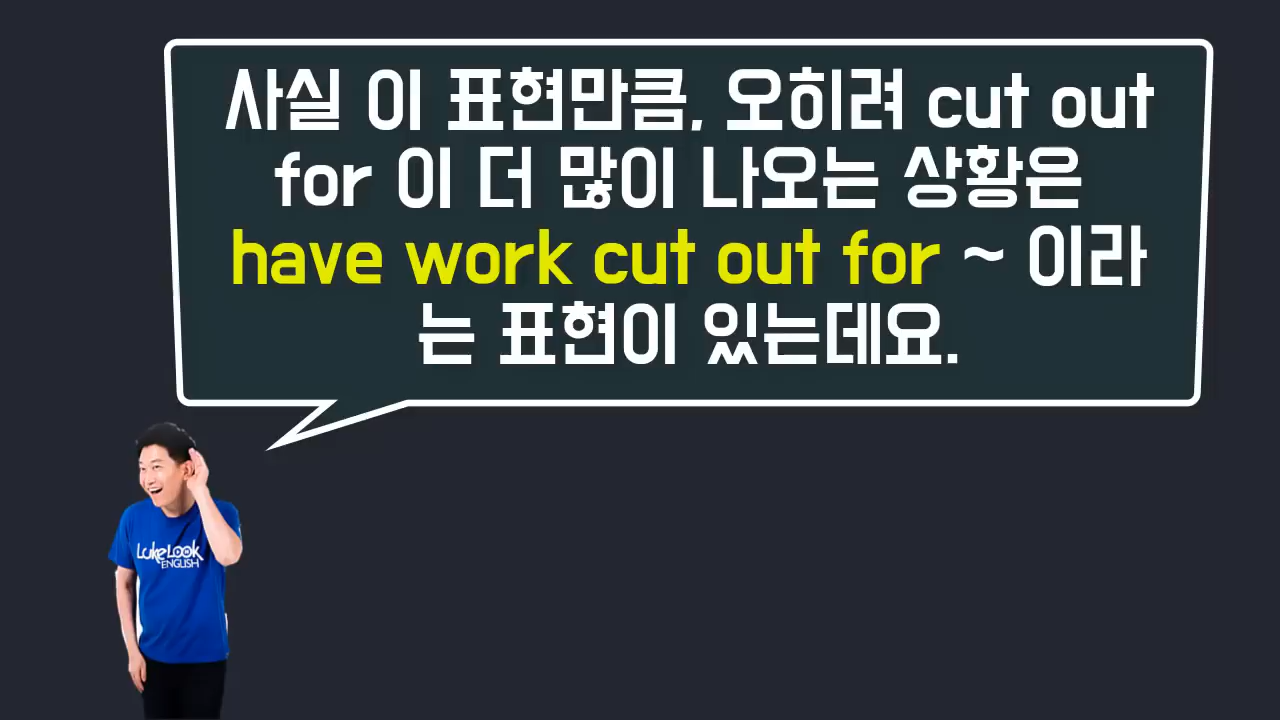 사실 이 표현만큼, 오히려 cut out
for 이 더 많이 나오는 상황은
have work cut out for ~ 이라
는 표현이 있는데요.
LukeLook
ENGLISH